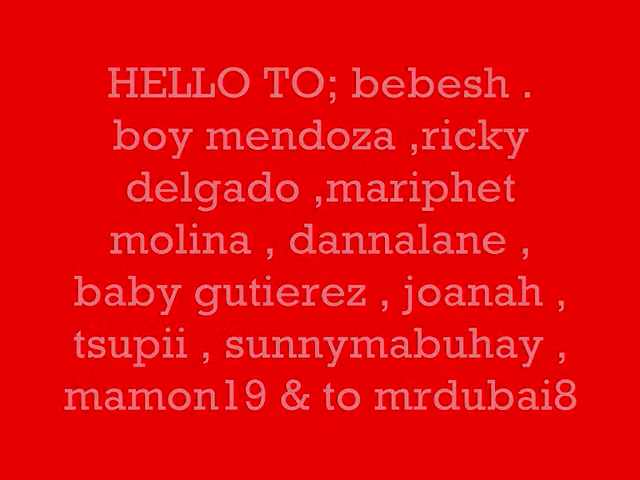 HELLO TO; bebesh .
boy mendoza ,ricky
delgado ,mariphet
molina , dannalane ,
baby gutierez , joanah ,
tsupii , sunnymabuhay ,
mamon19 & to mrdubai8